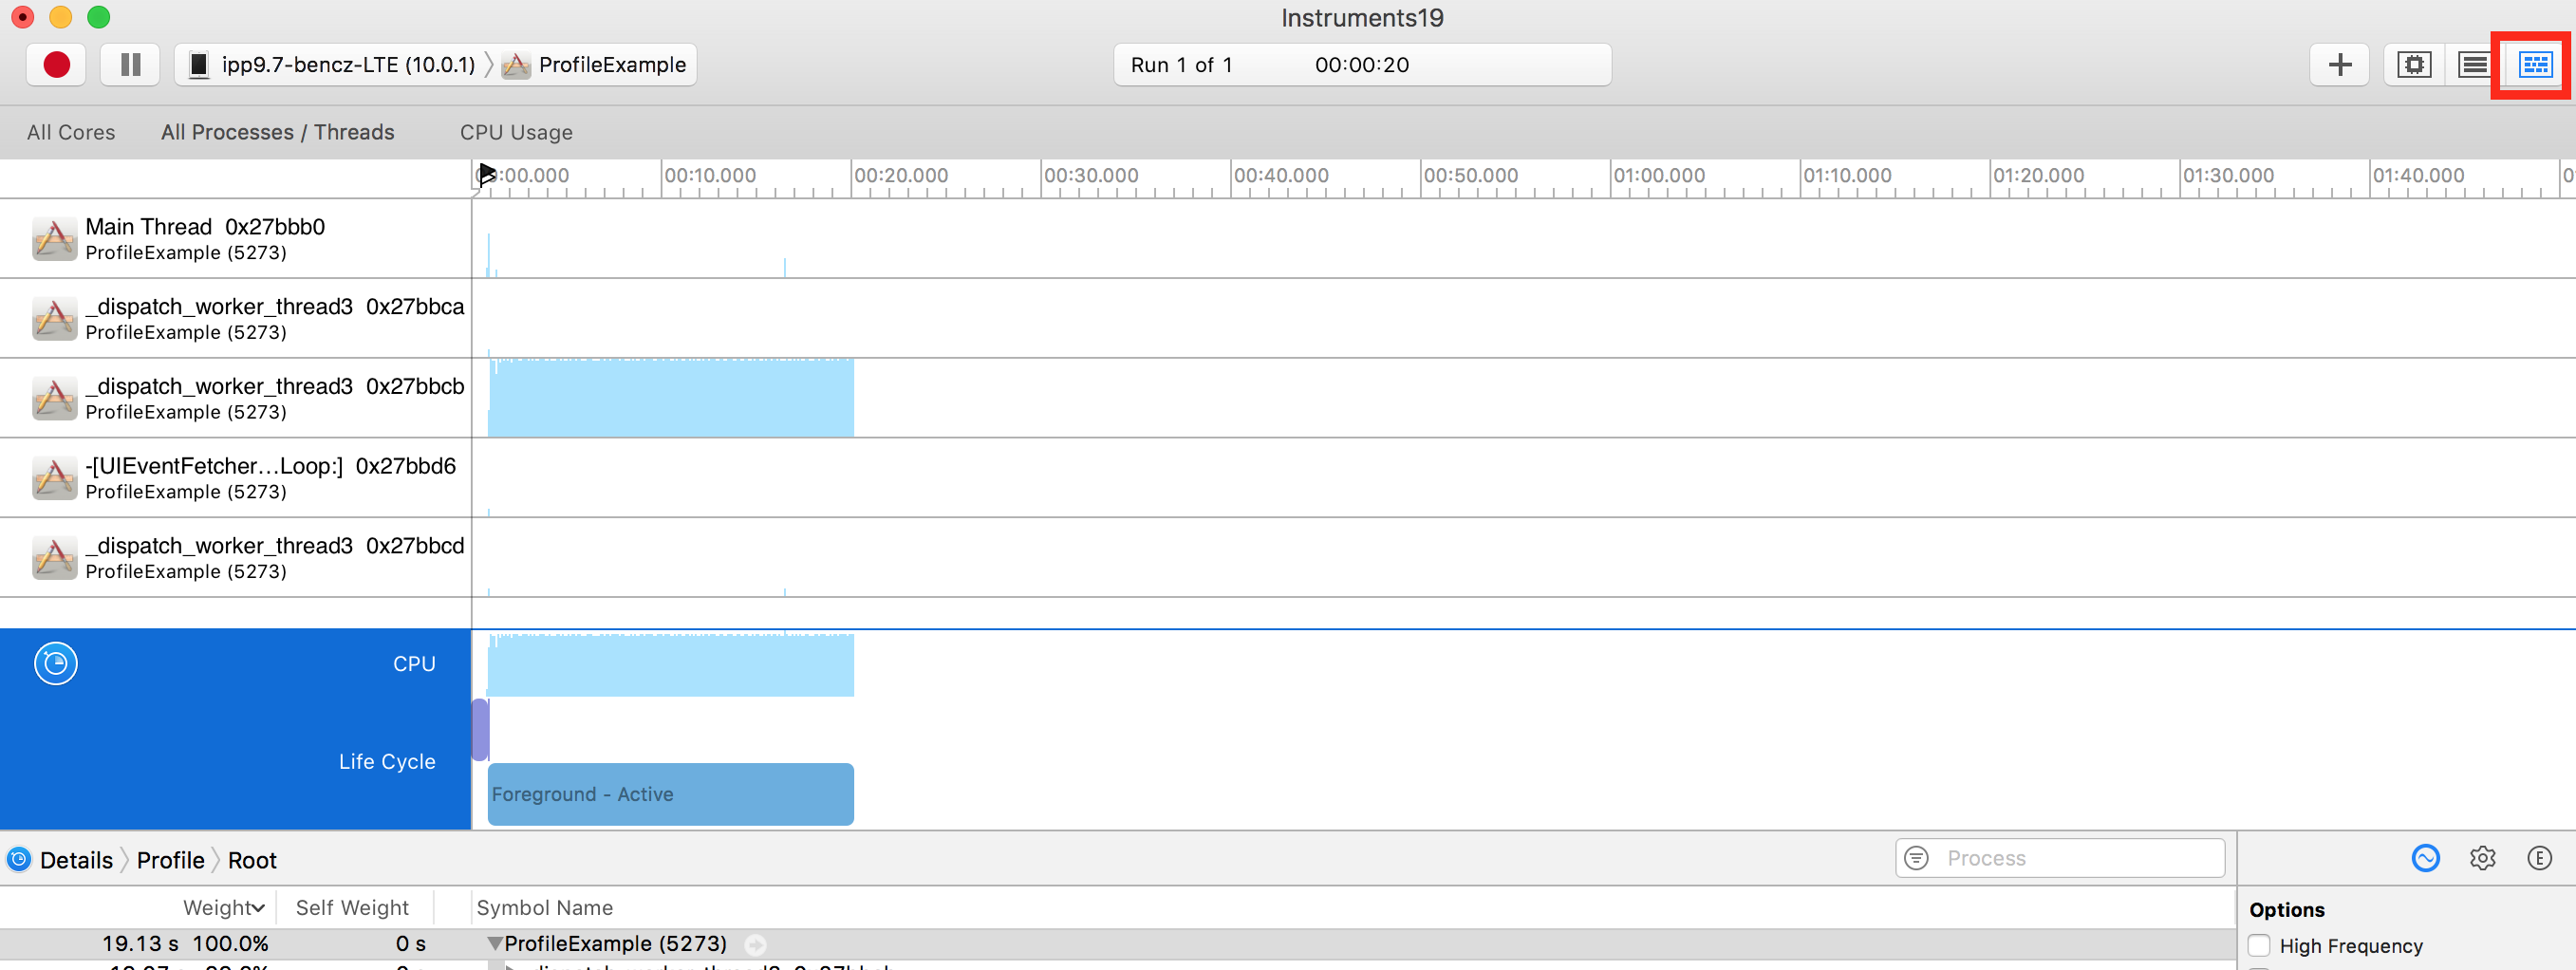 Instruments19
ipp9.7-bencz-LTE (10.0.1) ProfileExample Run 1 of 1 00:00:20
All Cores All Processes / Threads CPU Usage
:00.000 00:10.000 00:20.000 00:30.000 00:40.000 00:50.000 01:00.000 01:10.000 01:20.000 01:30.000 01:40.000
Main Thread 0x27bbb0
ProfileExample (5273)
_dispatch_worker_thread3 0x27bbca
ProfileExample (5273)
_dispatch_worker_thread3 0x27bbcb
ProfileExample (5273)
-[UIEventFetcher…Loop:] 0x27bbd6
ProfileExample (5273)
_dispatch_worker_thread3 0x27bbcd
ProfileExample (5273)
CPU
Life Cycle
Foreground - Active
Details Profile Root Process E
Weight Self Weight Symbol Name
Options
19.13 s 100.0% 0 s ProfileExample (5273)
High Frequency